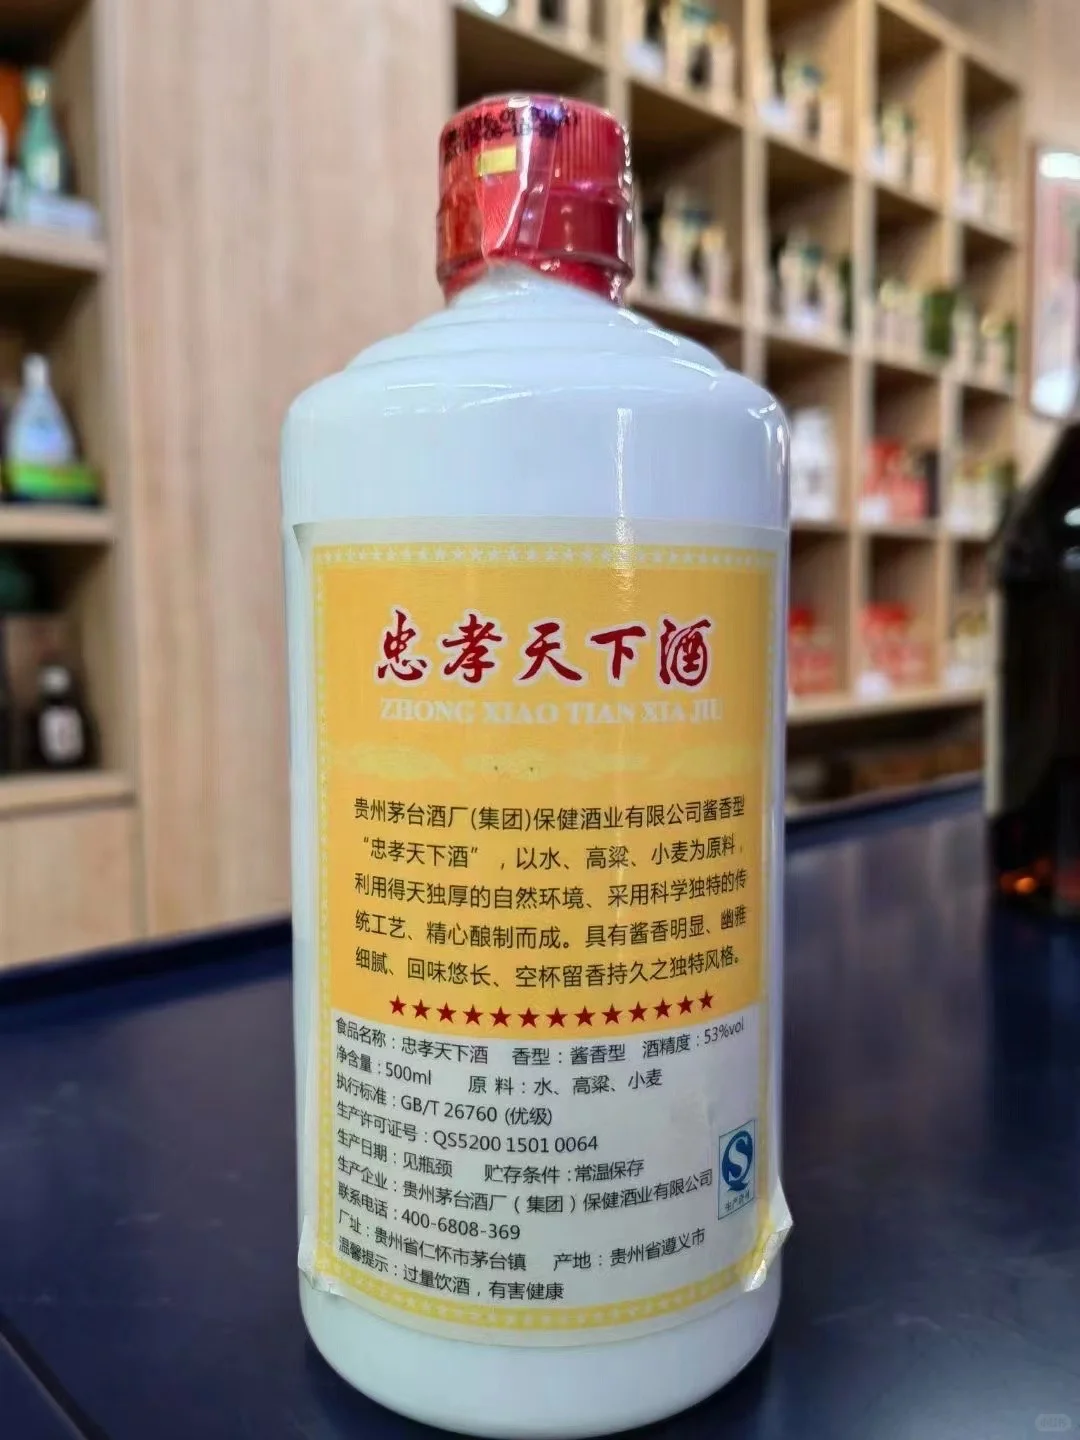 忠孝天下酒
ZHONG XIAO TIAN XIA JIU
贵州茅台酒厂(集团)保健酒业有限公司酱香型
“忠孝天下酒”，以水、高粱、小麦为原料，
利用得天独厚的自然环境、采用科学独特的传
统工艺、精心酿制而成。具有酱香明显、幽雅
细腻、回味悠长、空杯留香持久之独特风格。
食品名称：忠孝天下酒 香型：酱香型 酒精度：53%vol
净含量：500ml 原 料：水、高粱、小麦
执行标准：GB/T 26760 (优级)
生产许可证号：QS5200 1501 0064
生产日期：见瓶颈 贮存条件：常温保存
生产企业：贵州茅台酒厂（集团）保健酒业有限公司
联系电话：400-6808-369
厂址：贵州省仁怀市茅台镇 产地：贵州省遵义市
温馨提示：过量饮酒，有害健康
生产许可